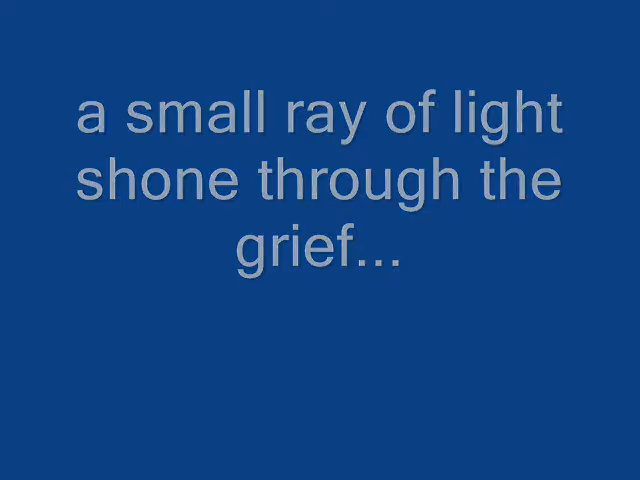 a small ray of light
shone through the
grief...